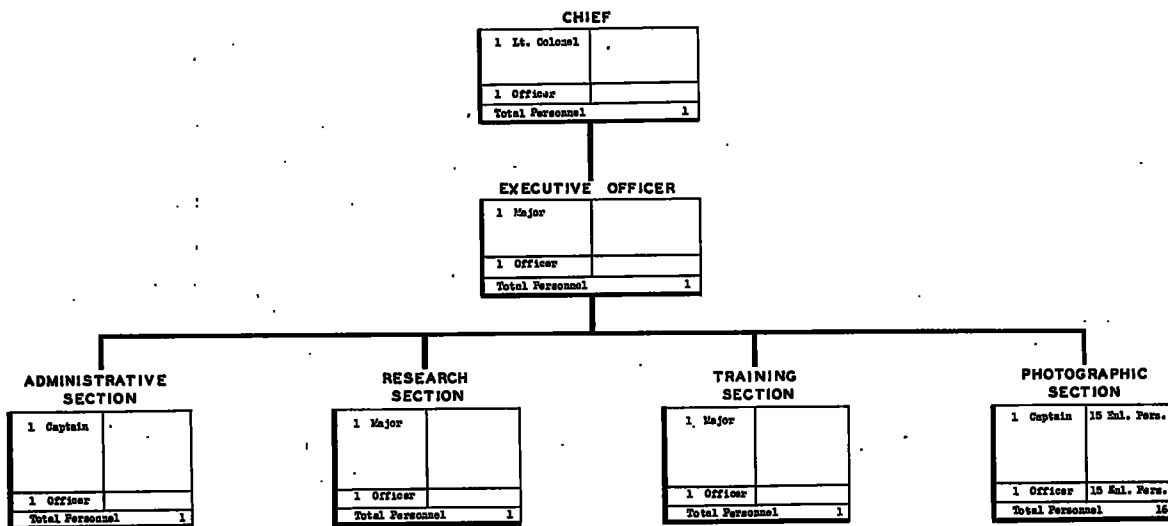 CHIEF
1 Lt. Colonel
1 Officer
Total Personnel 1
EXECUTIVE OFFICER
1 Major
1 Officer
Total Personnel 1
ADMINISTRATIVE
SECTION
1 Captain
1 Officer
Total Personnel 1
RESEARCH
SECTION
1 Major
1 Officer
Total Personnel 1
TRAINING
SECTION
1 Major
1 Officer
Total Personnel 1
PHOTOGRAPHIC
SECTION
1 Captain 15 Enl. Pers.
1 Officer 15 Enl. Pers.
Total Personnel 16